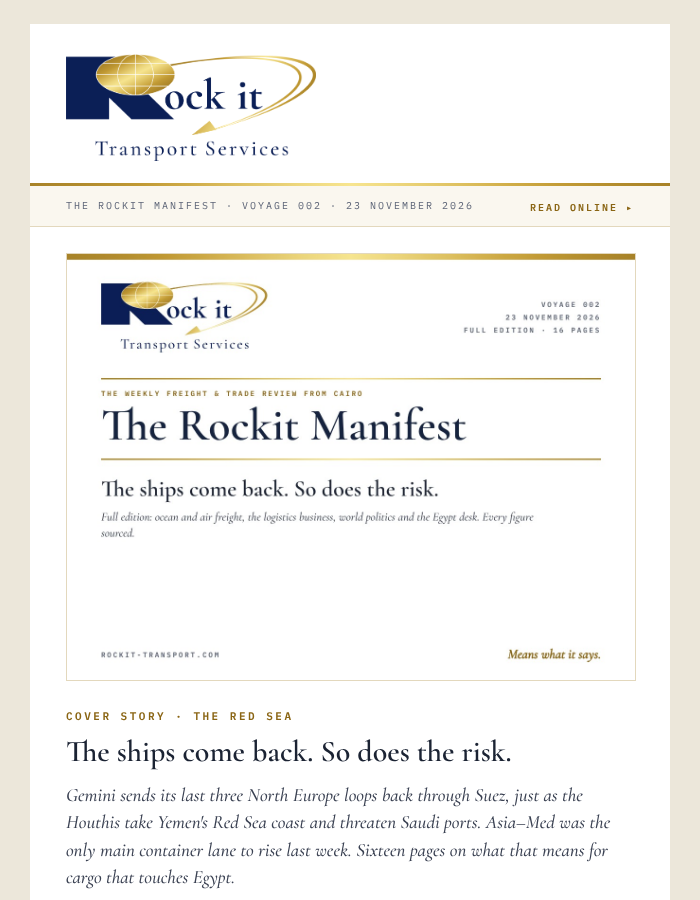 Rock it
Transport Services
THE ROCKIT MANIFEST · VOYAGE 002 · 23 NOVEMBER 2026
READ ONLINE ▸
Rock it
Transport Services
VOYAGE 002
23 NOVEMBER 2026
FULL EDITION · 16 PAGES
THE WEEKLY FREIGHT & TRADE REVIEW FROM CAIRO
The Rockit Manifest
The ships come back. So does the risk.
Full edition: ocean and air freight, the logistics business, world politics and the Egypt desk. Every figure
sourced.
ROCKIT-TRANSPORT.COM
Means what it says.
COVER STORY · THE RED SEA
The ships come back. So does the risk.
Gemini sends its last three North Europe loops back through Suez, just as the
Houthis take Yemen's Red Sea coast and threaten Saudi ports. Asia–Med was the
only main container lane to rise last week. Sixteen pages on what that means for
cargo that touches Egypt.